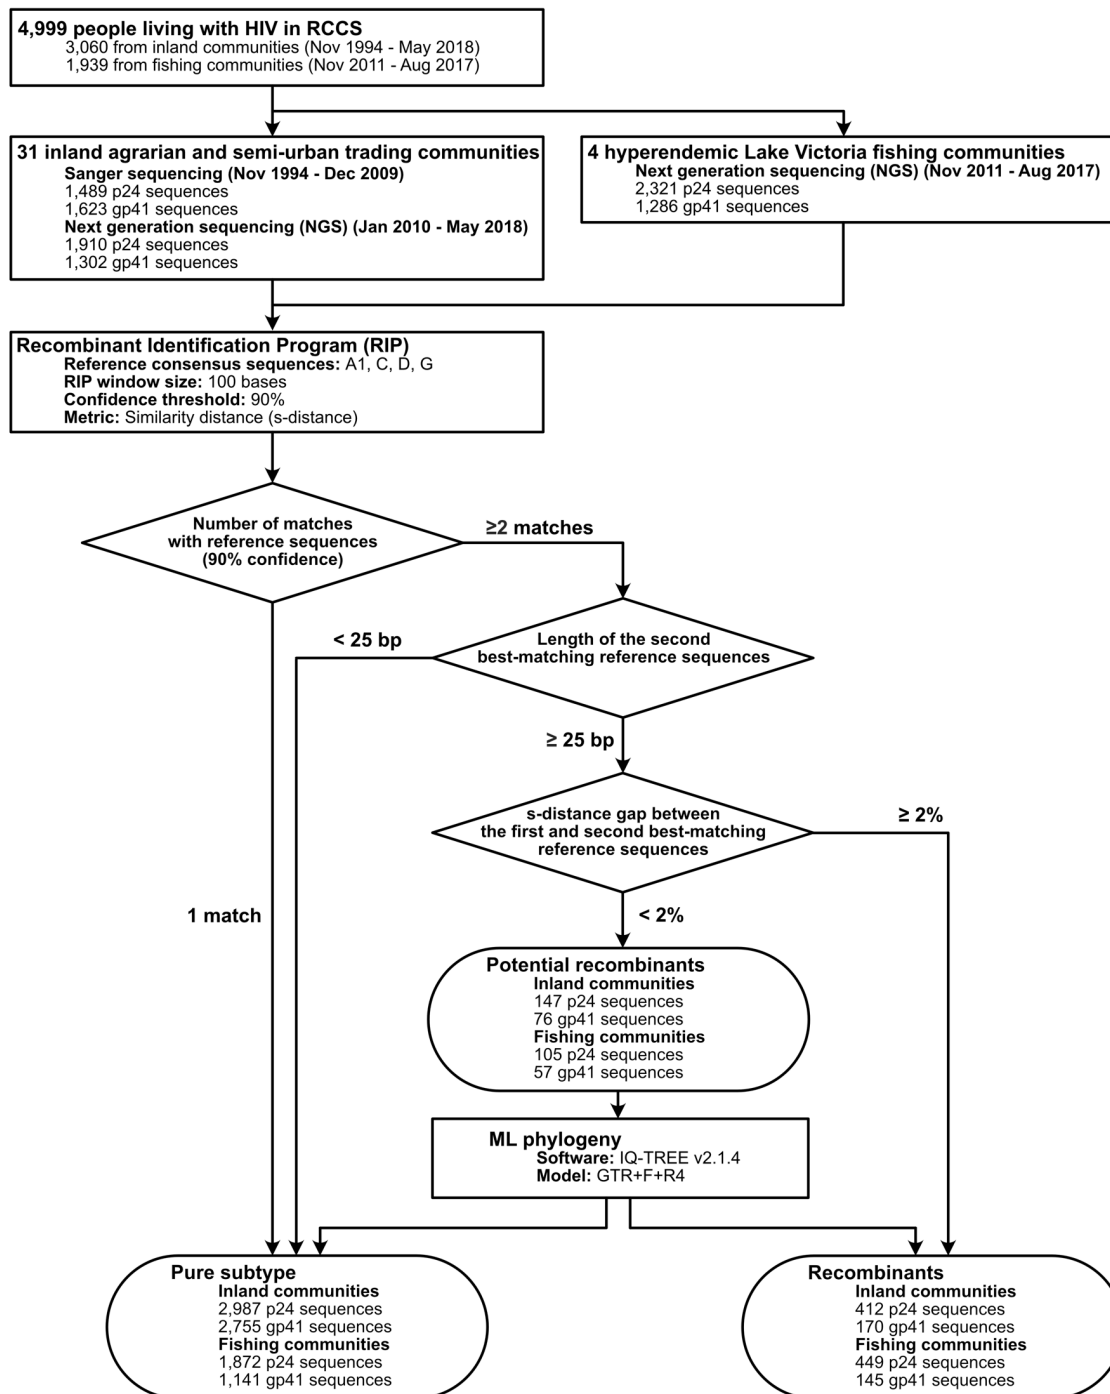 4,999 people living with HIV in RCCS
3,060 from inland communities (Nov 1994 - May 2018)
1,939 from fishing communities (Nov 2011 - Aug 2017)
31 inland agrarian and semi-urban trading communities
Sanger sequencing (Nov 1994 - Dec 2009)
1,489 p24 sequences
1,623 gp41 sequences
Next generation sequencing (NGS) (Jan 2010 - May 2018)
1,910 p24 sequences
1,302 gp41 sequences
4 hyperendemic Lake Victoria fishing communities
Next generation sequencing (NGS) (Nov 2011 - Aug 2017)
2,321 p24 sequences
1,286 gp41 sequences
Recombinant Identification Program (RIP)
Reference consensus sequences: A1, C, D, G
RIP window size: 100 bases
Confidence threshold: 90%
Metric: Similarity distance (s-distance)
Number of matches
with reference sequences
(90% confidence)
≥2 matches
Length of the second
best-matching reference sequences
< 25 bp
≥ 25 bp
s-distance gap between
the first and second best-matching
reference sequences
≥ 2%
1 match
< 2%
Potential recombinants
Inland communities
147 p24 sequences
76 gp41 sequences
Fishing communities
105 p24 sequences
57 gp41 sequences
ML phylogeny
Software: IQ-TREE v2.1.4
Model: GTR+F+R4
Pure subtype
Inland communities
2,987 p24 sequences
2,755 gp41 sequences
Fishing communities
1,872 p24 sequences
1,141 gp41 sequences
Recombinants
Inland communities
412 p24 sequences
170 gp41 sequences
Fishing communities
449 p24 sequences
145 gp41 sequences